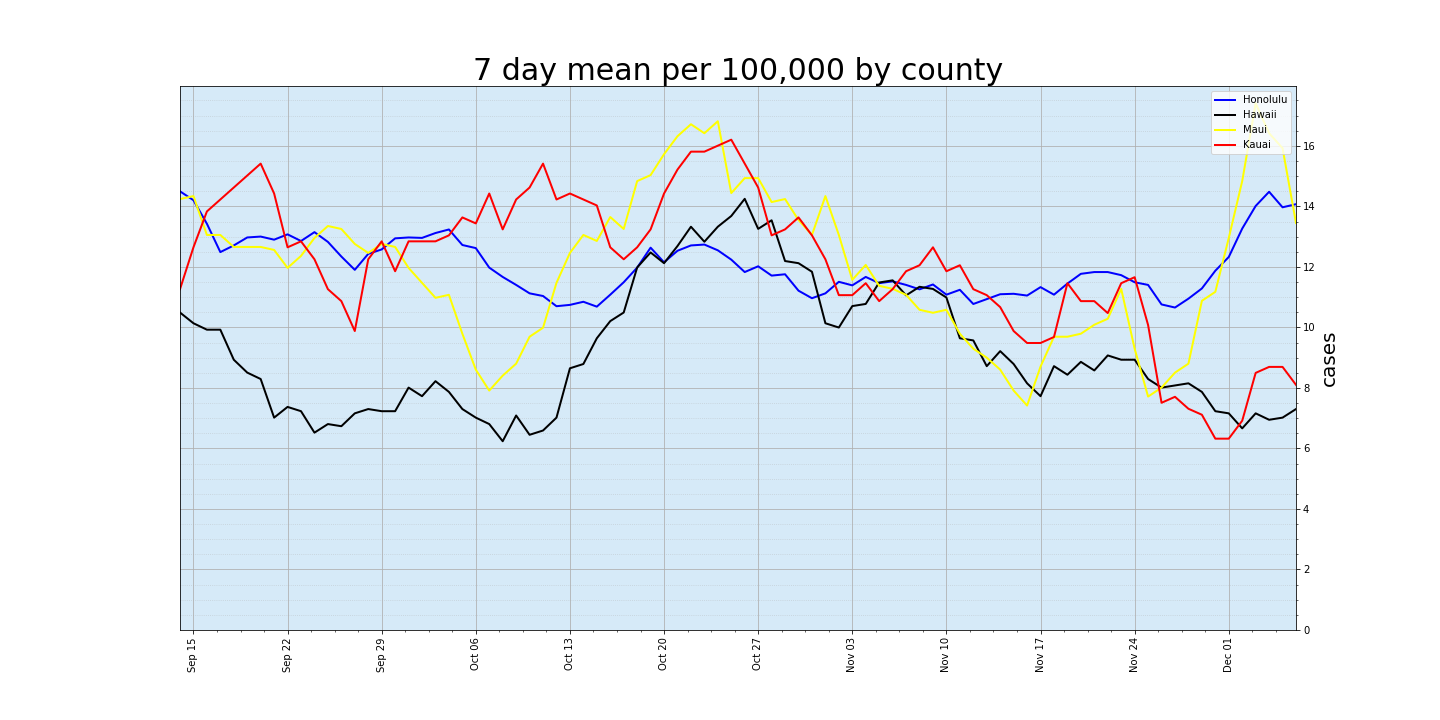 7 day mean per 100,000 by county
Honolulu
Hawaii
Maui
Kauai
16
14
12
10
8
6
4
2
0
cases
Sep 15
Sep 22
Sep 29
Oct 06
Oct 13
Oct 20
Oct 27
Nov 03
Nov 10
Nov 17
Nov 24
Dec 01